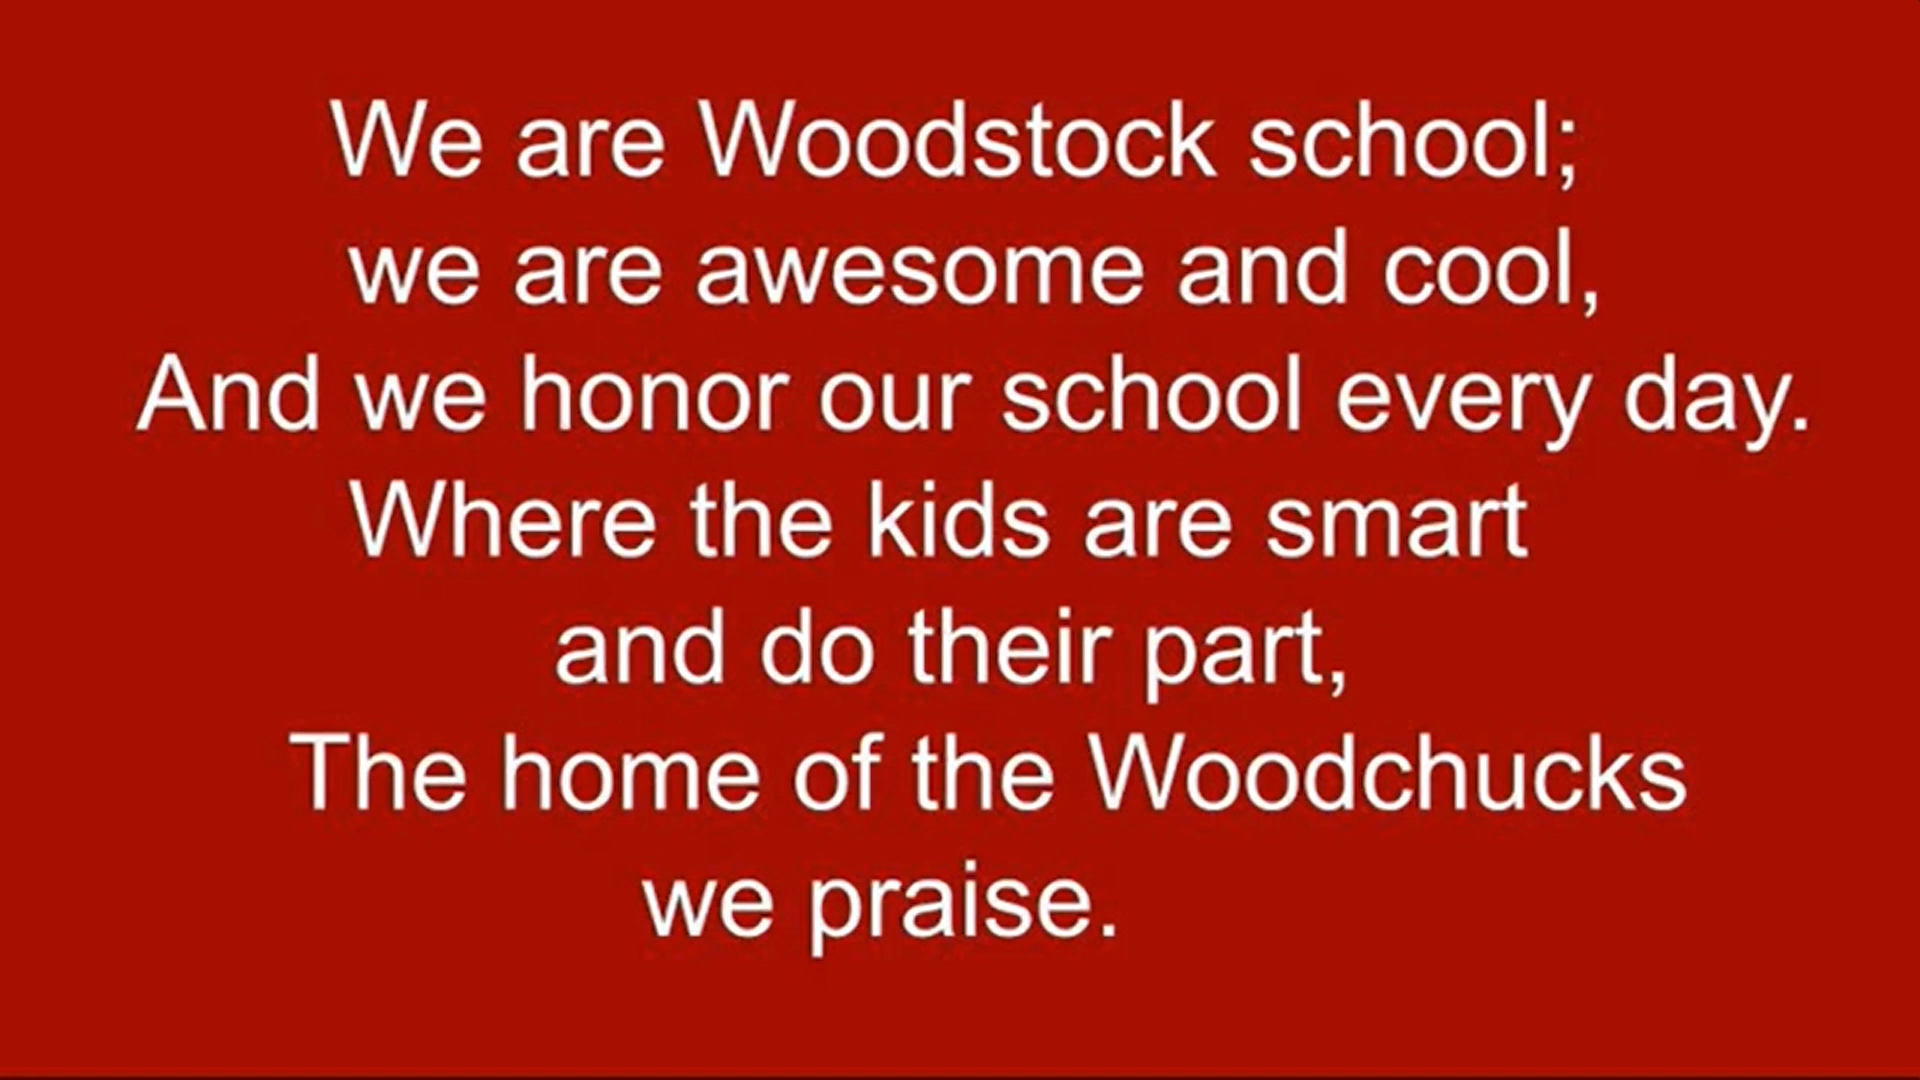 We are Woodstock school;
we are awesome and cool,
And we honor our school every day.
Where the kids are smart
and do their part,
The home of the Woodchucks
we praise.